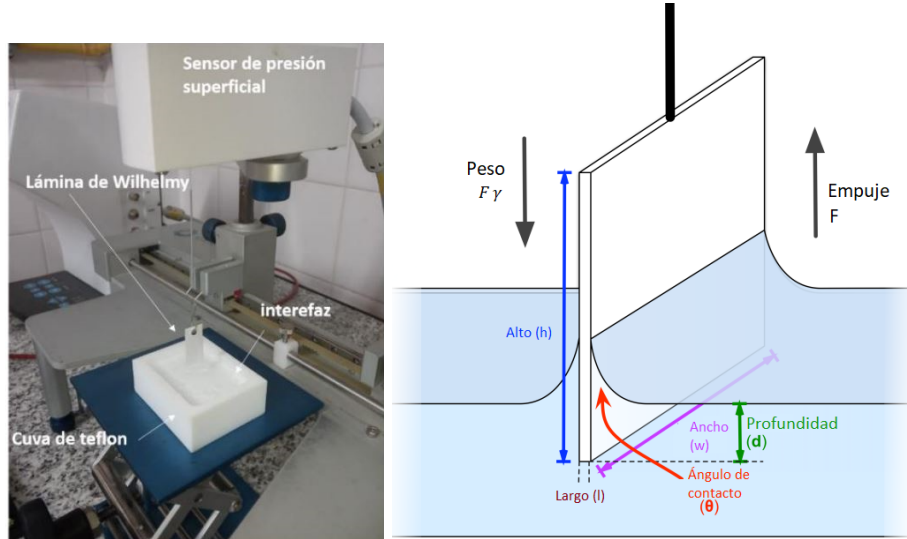 Sensor de presión
superficial
Lámina de Wilhelmy
interefaz
Cuva de teflon
Peso
F γ
Empuje
F
Alto (h)
Ancho
(w)
Profundidad
(d)
Ángulo de
contacto
(θ)
Largo (l)